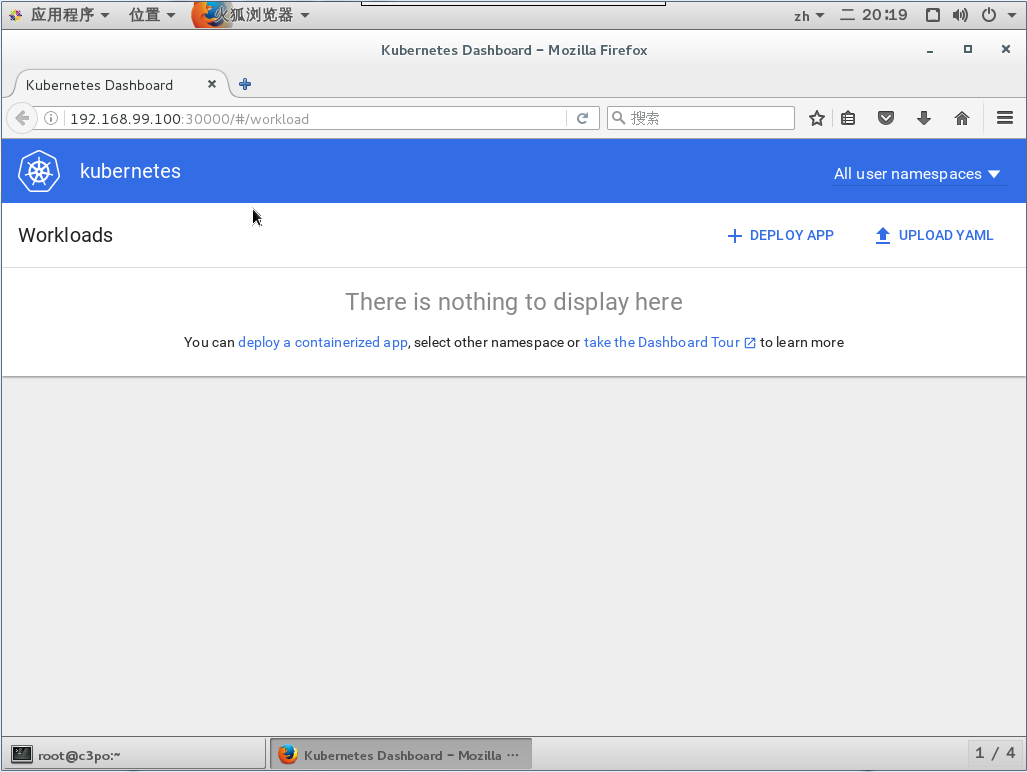 应用程序 位置 火狐浏览器 zh 二 20:19
Kubernetes Dashboard – Mozilla Firefox
Kubernetes Dashboard
192.168.99.100:30000/#/workload 搜索
kubernetes All user namespaces
Workloads DEPLOY APP UPLOAD YAML
There is nothing to display here
You can deploy a containerized app, select other namespace or take the Dashboard Tour to learn more
root@c3po:~ Kubernetes Dashboard – Mozilla ··· 1 / 4